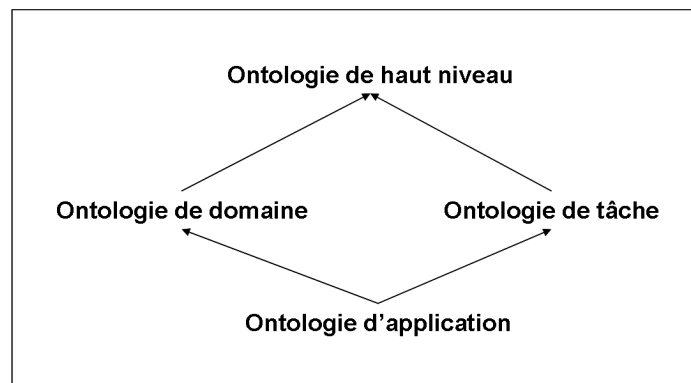 Ontologie de haut niveau
Ontologie de domaine
Ontologie de tâche
Ontologie d’application